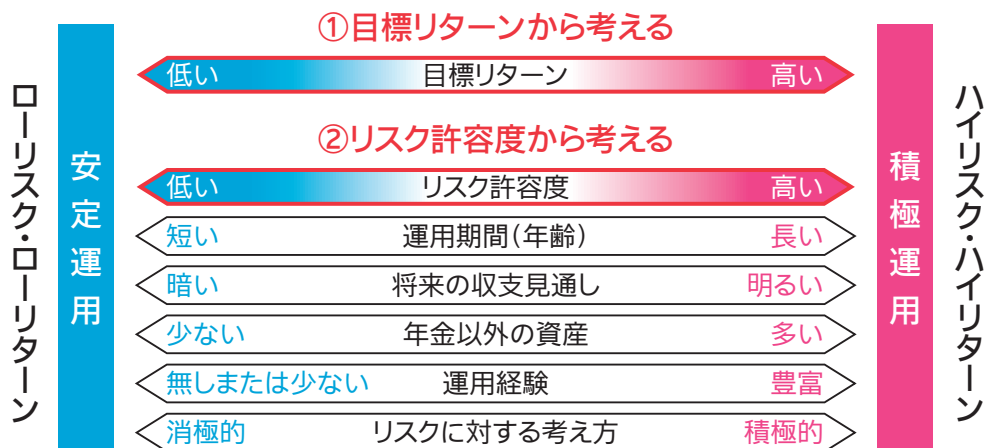 ①目標リターンから考える
低い 目標リターン 高い
②リスク許容度から考える
低い リスク許容度 高い
短い 運用期間（年齢） 長い
暗い 将来の収支見通し 明るい
少ない 年金以外の資産 多い
無しまたは少ない 運用経験 豊富
消極的 リスクに対する考え方 積極的
ローリスク・ローリターン
安定運用
積極運用
ハイリスク・ハイリターン